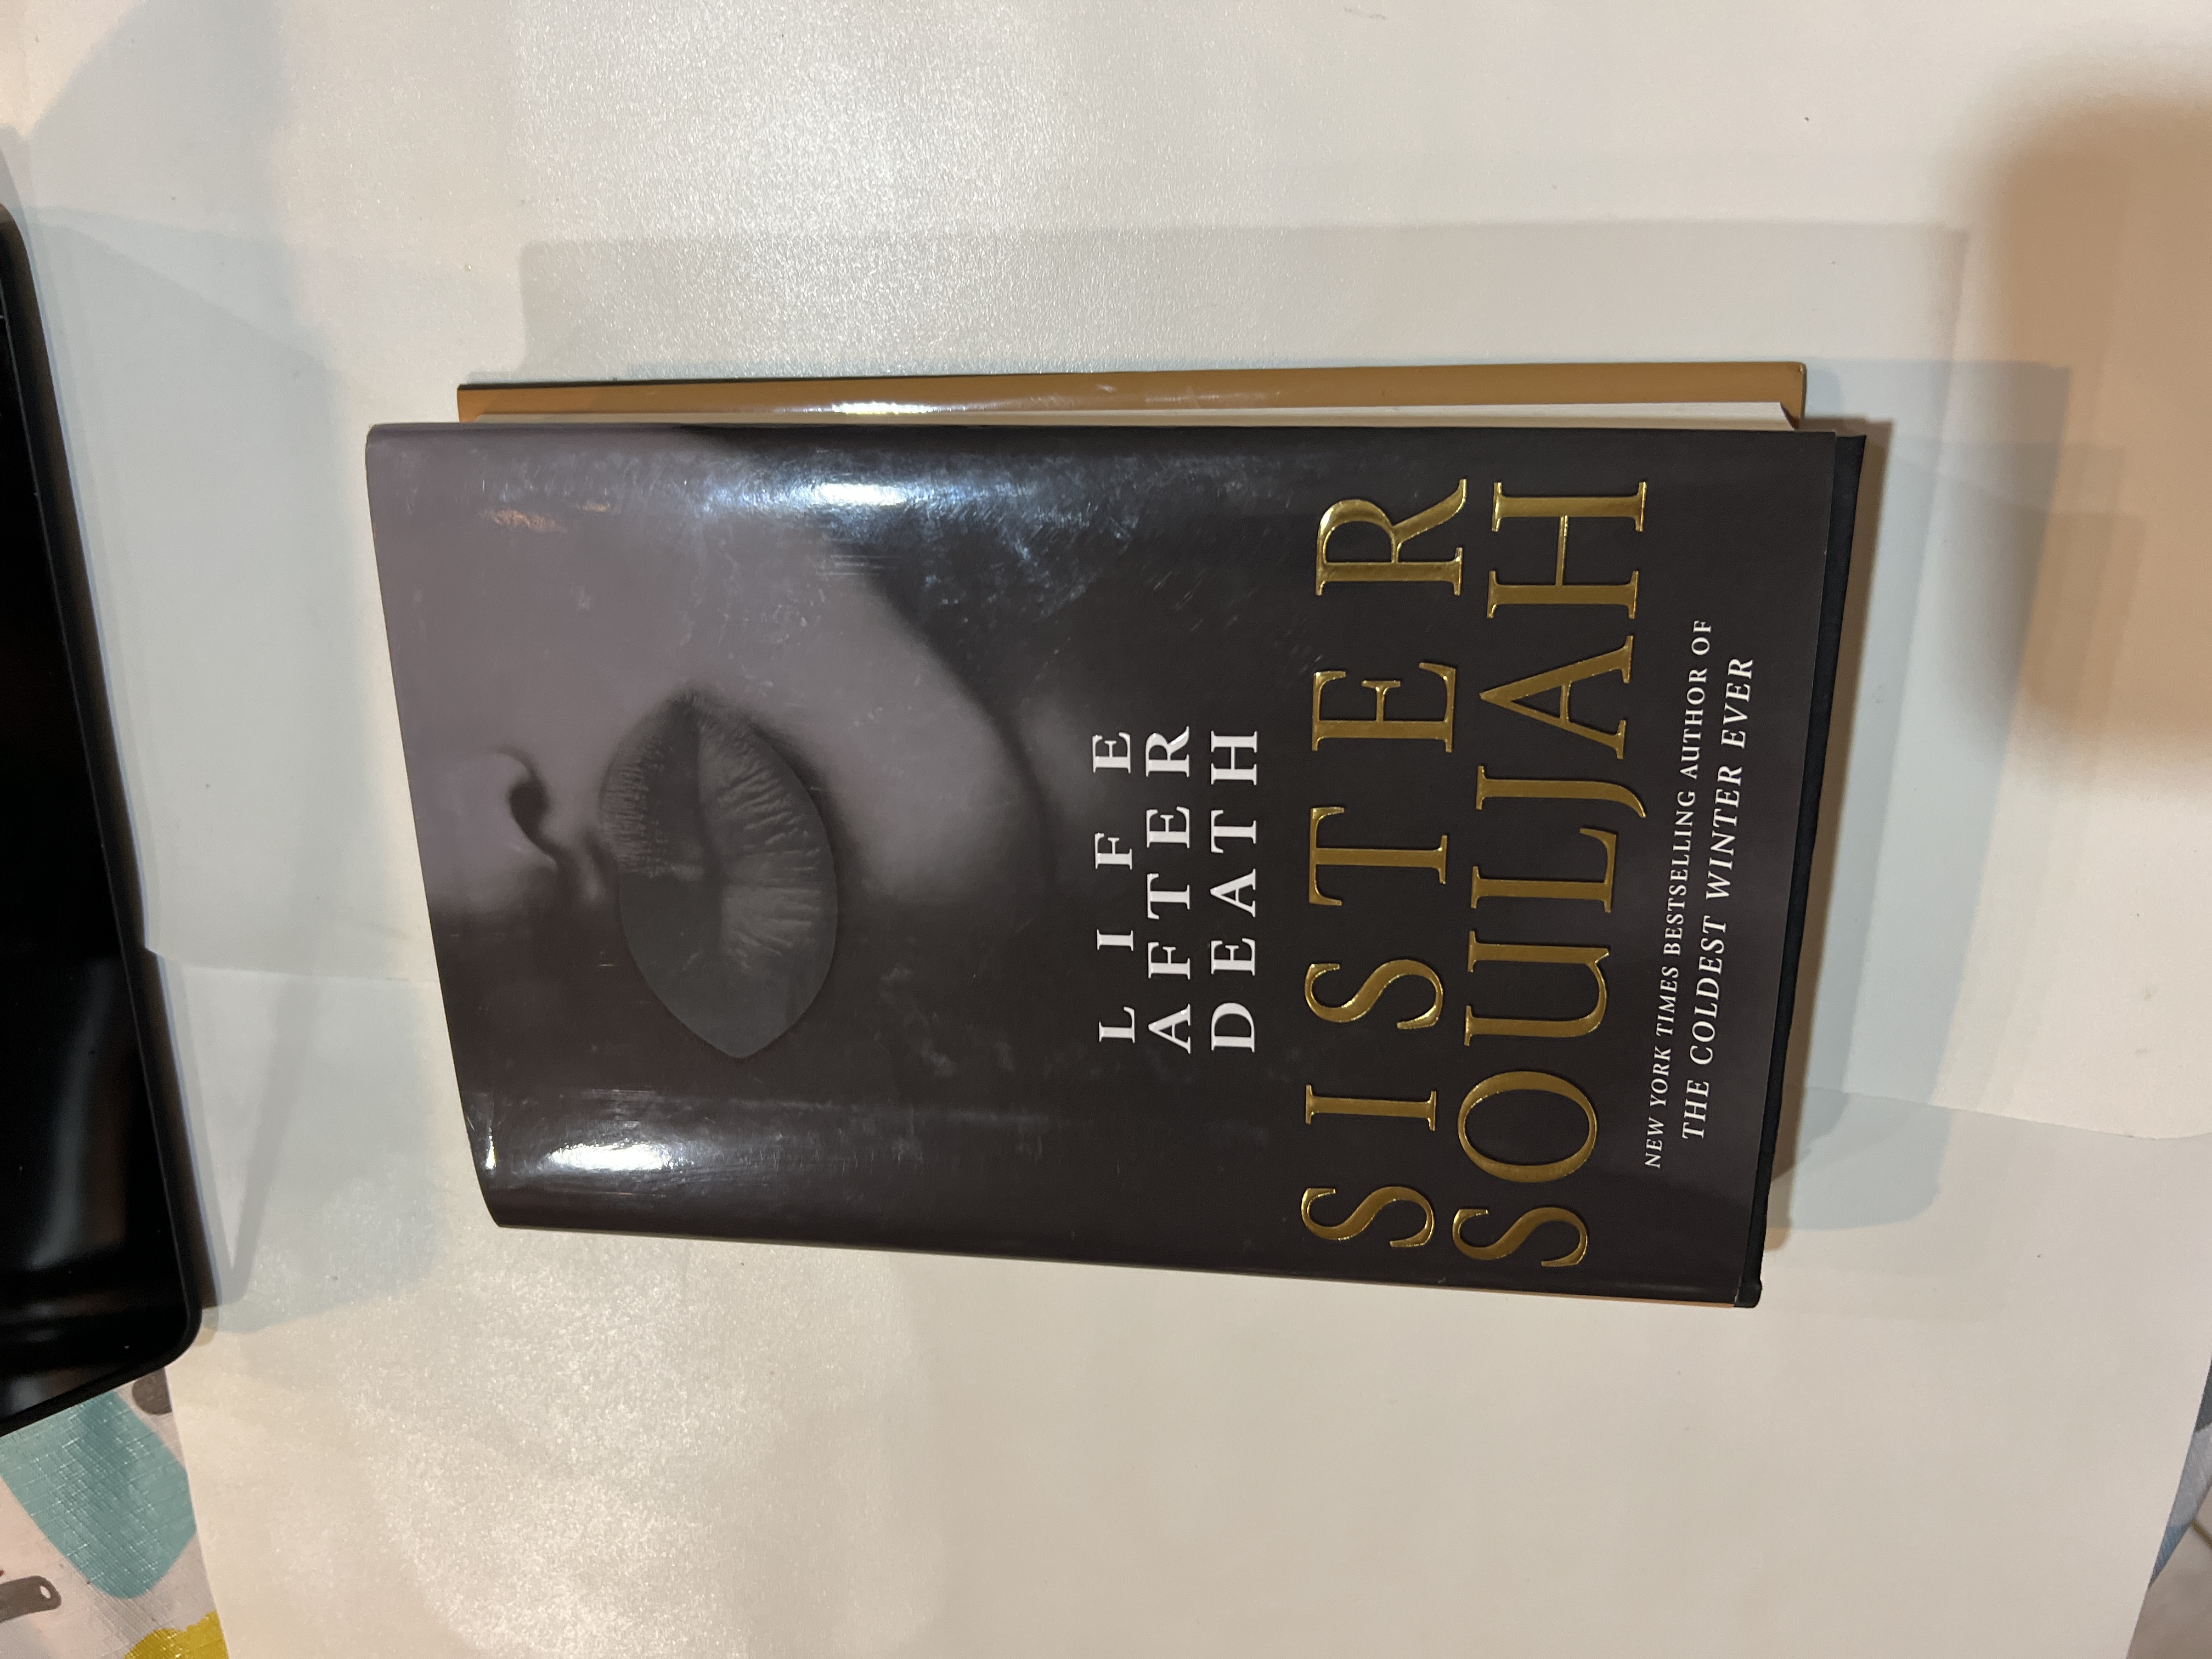 LIFE
AFTER
DEATH
SISTER
SOULJAH
NEW YORK TIMES BESTSELLING AUTHOR OF
THE COLDEST WINTER EVER